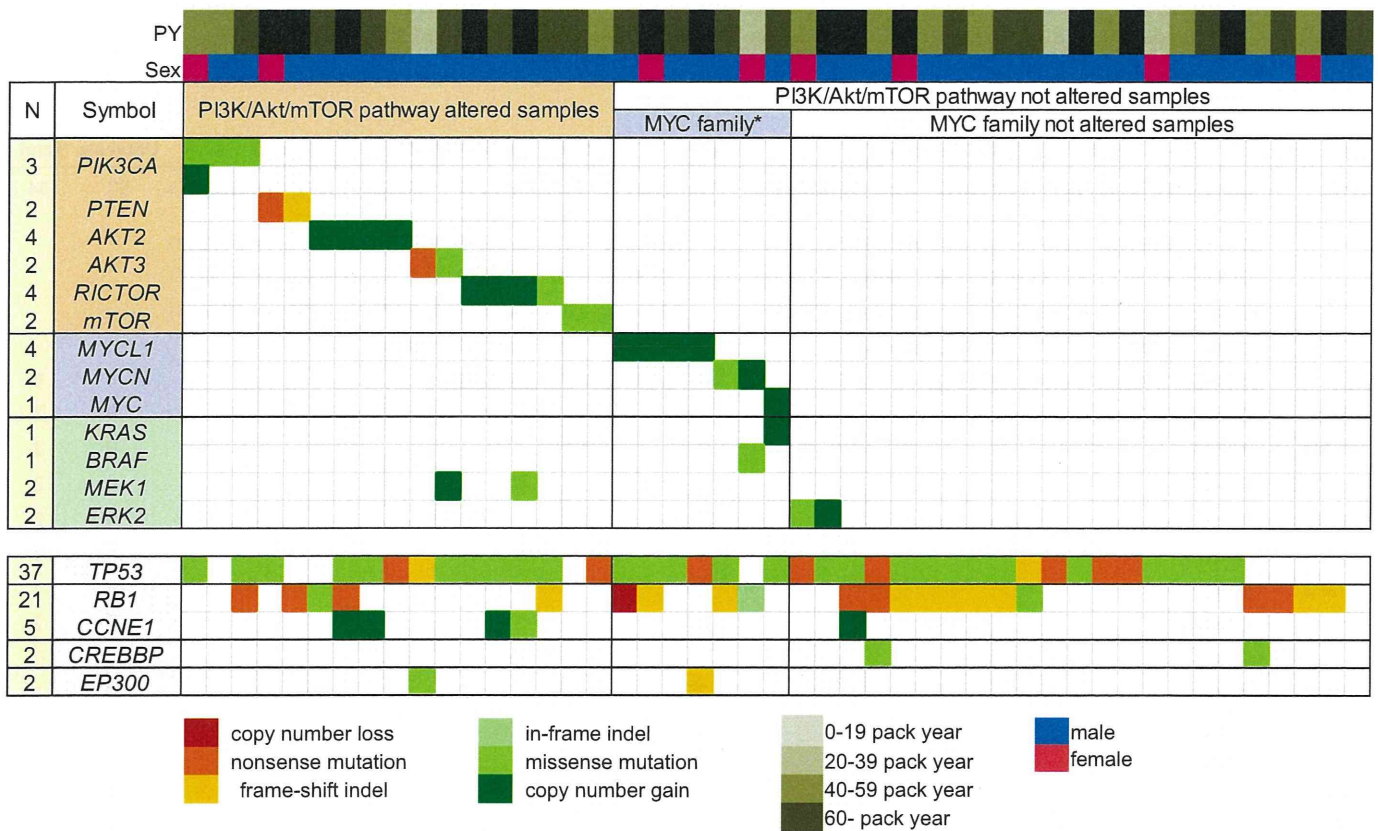 PY
Sex
N Symbol PI3K/Akt/mTOR pathway altered samples PI3K/Akt/mTOR pathway not altered samples
MYC family* MYC family not altered samples
3 PIK3CA
2 PTEN
4 AKT2
2 AKT3
4 RICTOR
2 mTOR
4 MYCL1
2 MYCN
1 MYC
1 KRAS
1 BRAF
2 MEK1
2 ERK2
37 TP53
21 RB1
5 CCNE1
2 CREBBP
2 EP300
copy number loss in-frame indel 0-19 pack year male
nonsense mutation missense mutation 20-39 pack year female
frame-shift indel copy number gain 40-59 pack year
60- pack year